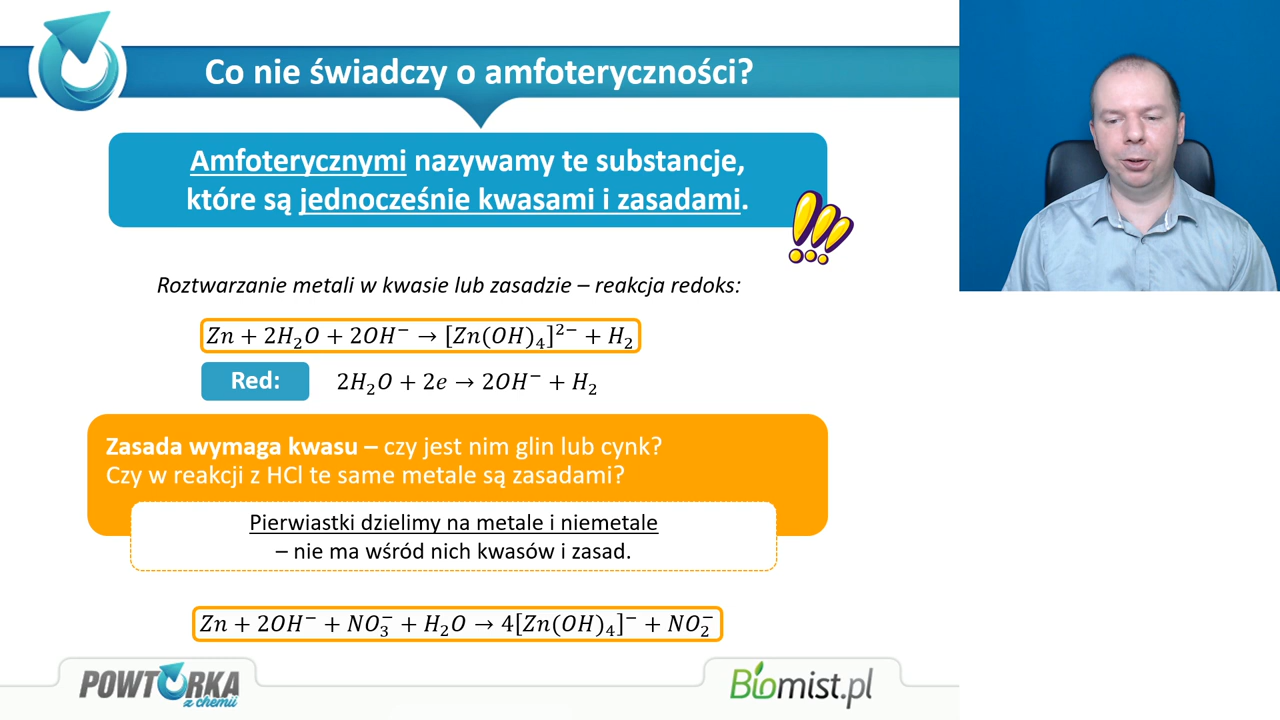 Co nie świadczy o amfoteryczności?
Amfoterycznymi nazywamy te substancje,
które są jednocześnie kwasami i zasadami.
Roztwarzanie metali w kwasie lub zasadzie – reakcja redoks:
Zn + 2H₂O + 2OH⁻ → [Zn(OH)₄]²⁻ + H₂
Red: 2H₂O + 2e → 2OH⁻ + H₂
Zasada wymaga kwasu – czy jest nim glin lub cynk?
Czy w reakcji z HCl te same metale są zasadami?
Pierwiastki dzielimy na metale i niemetale
– nie ma wśród nich kwasów i zasad.
Zn + 2OH⁻ + NO₃⁻ + H₂O → 4[Zn(OH)₄]⁻ + NO₂⁻
POWTÓRKA
z chemii
Biomist.pl